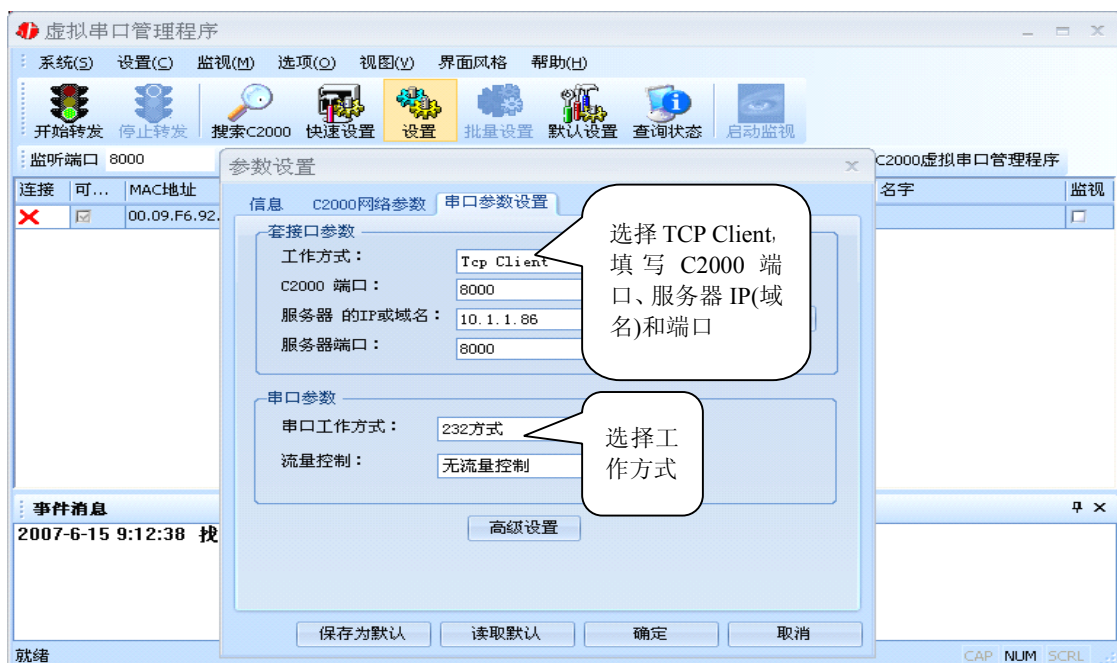 虚拟串口管理程序
系统(S) 设置(C) 监视(M) 选项(O) 视图(V) 界面风格 帮助(H)
开始转发 停止转发 搜索C2000 快速设置 设置 批量设置 默认设置 查询状态 启动监视
监听端口 8000
C2000虚拟串口管理程序
连接 可... MAC地址 名字 监视
00.09.F6.92.
参数设置
信息 C2000网络参数 串口参数设置
套接口参数
工作方式: Tcp Client
C2000 端口: 8000
服务器 的IP或域名: 10.1.1.86
服务器端口: 8000
选择 TCP Client,
填写 C2000 端
口、服务器 IP(域
名)和端口
串口参数
串口工作方式: 232方式
流量控制: 无流量控制
选择工
作方式
高级设置
保存为默认 读取默认 确定 取消
事件消息
2007-6-15 9:12:38 找
就绪
CAP NUM SCRL